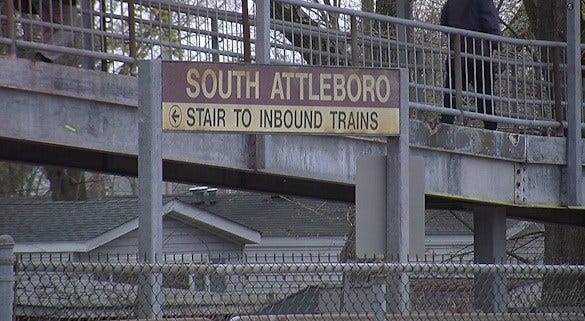 SOUTH ATTLEBORO
STAIR TO INBOUND TRAINS